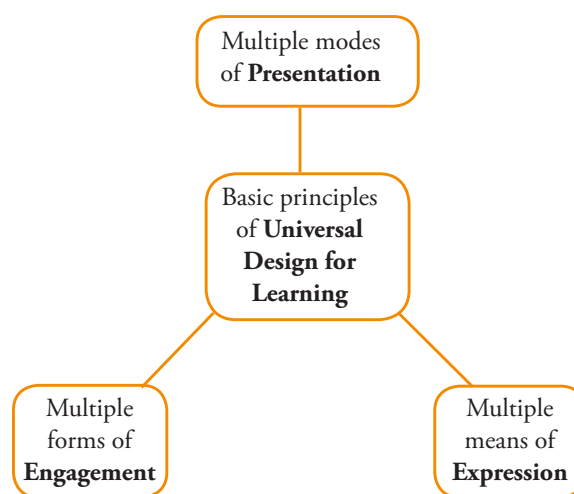 Multiple modes
of Presentation
Basic principles
of Universal
Design for
Learning
Multiple
forms of
Engagement
Multiple
means of
Expression